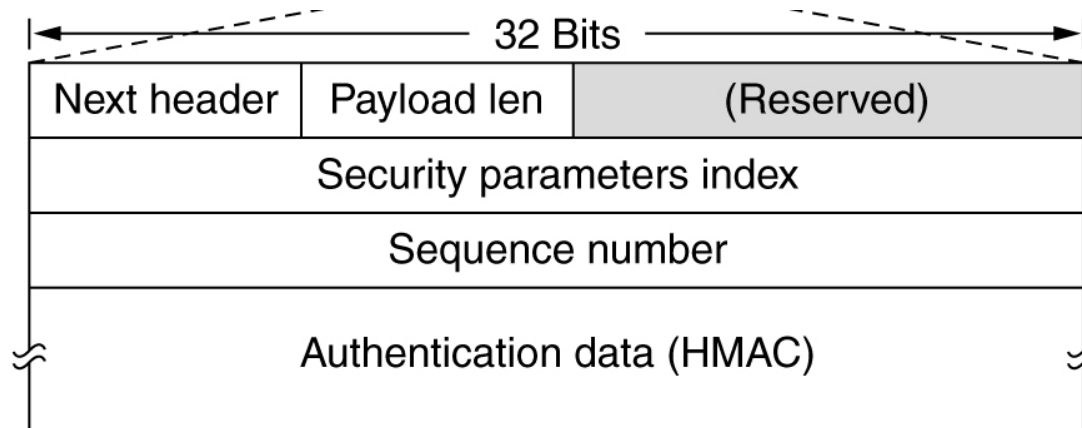 32 Bits
Next header Payload len (Reserved)
Security parameters index
Sequence number
Authentication data (HMAC)